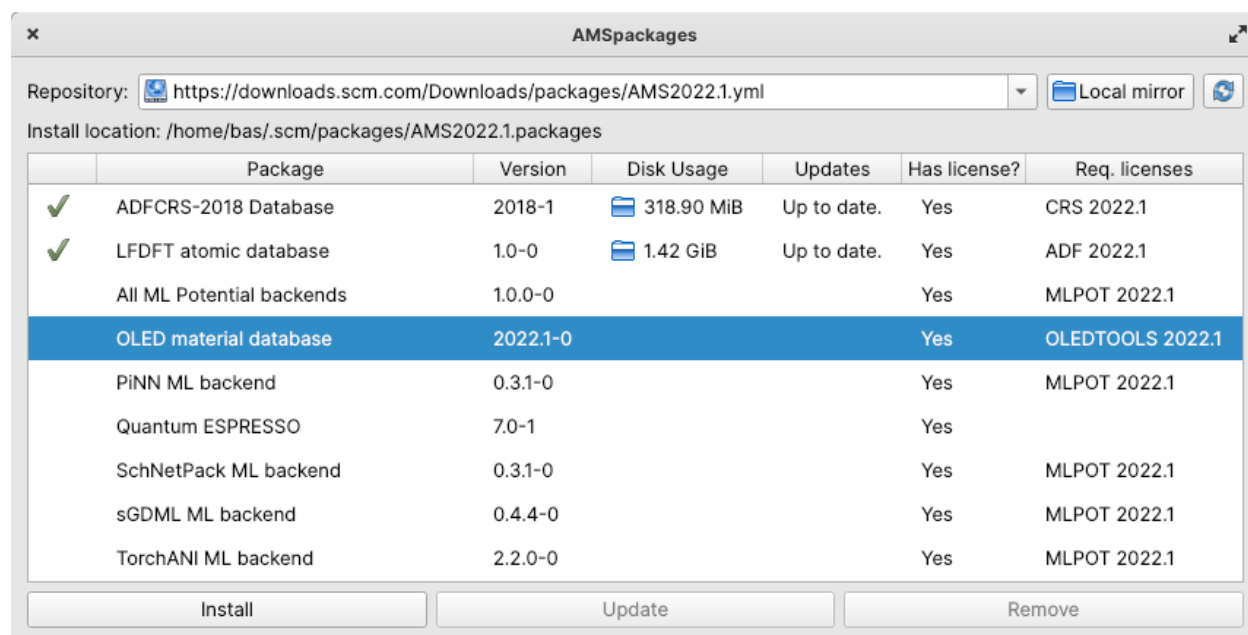 AMSpackages
Repository: https://downloads.scm.com/Downloads/packages/AMS2022.1.yml Local mirror
Install location: /home/bas/.scm/packages/AMS2022.1.packages
Package Version Disk Usage Updates Has license? Req. licenses
ADFCRS-2018 Database 2018-1 318.90 MiB Up to date. Yes CRS 2022.1
LFDFT atomic database 1.0-0 1.42 GiB Up to date. Yes ADF 2022.1
All ML Potential backends 1.0.0-0 Yes MLPOT 2022.1
OLED material database 2022.1-0 Yes OLEDTOOLS 2022.1
PiNN ML backend 0.3.1-0 Yes MLPOT 2022.1
Quantum ESPRESSO 7.0-1 Yes
SchNetPack ML backend 0.3.1-0 Yes MLPOT 2022.1
sGDML ML backend 0.4.4-0 Yes MLPOT 2022.1
TorchANI ML backend 2.2.0-0 Yes MLPOT 2022.1
Install Update Remove